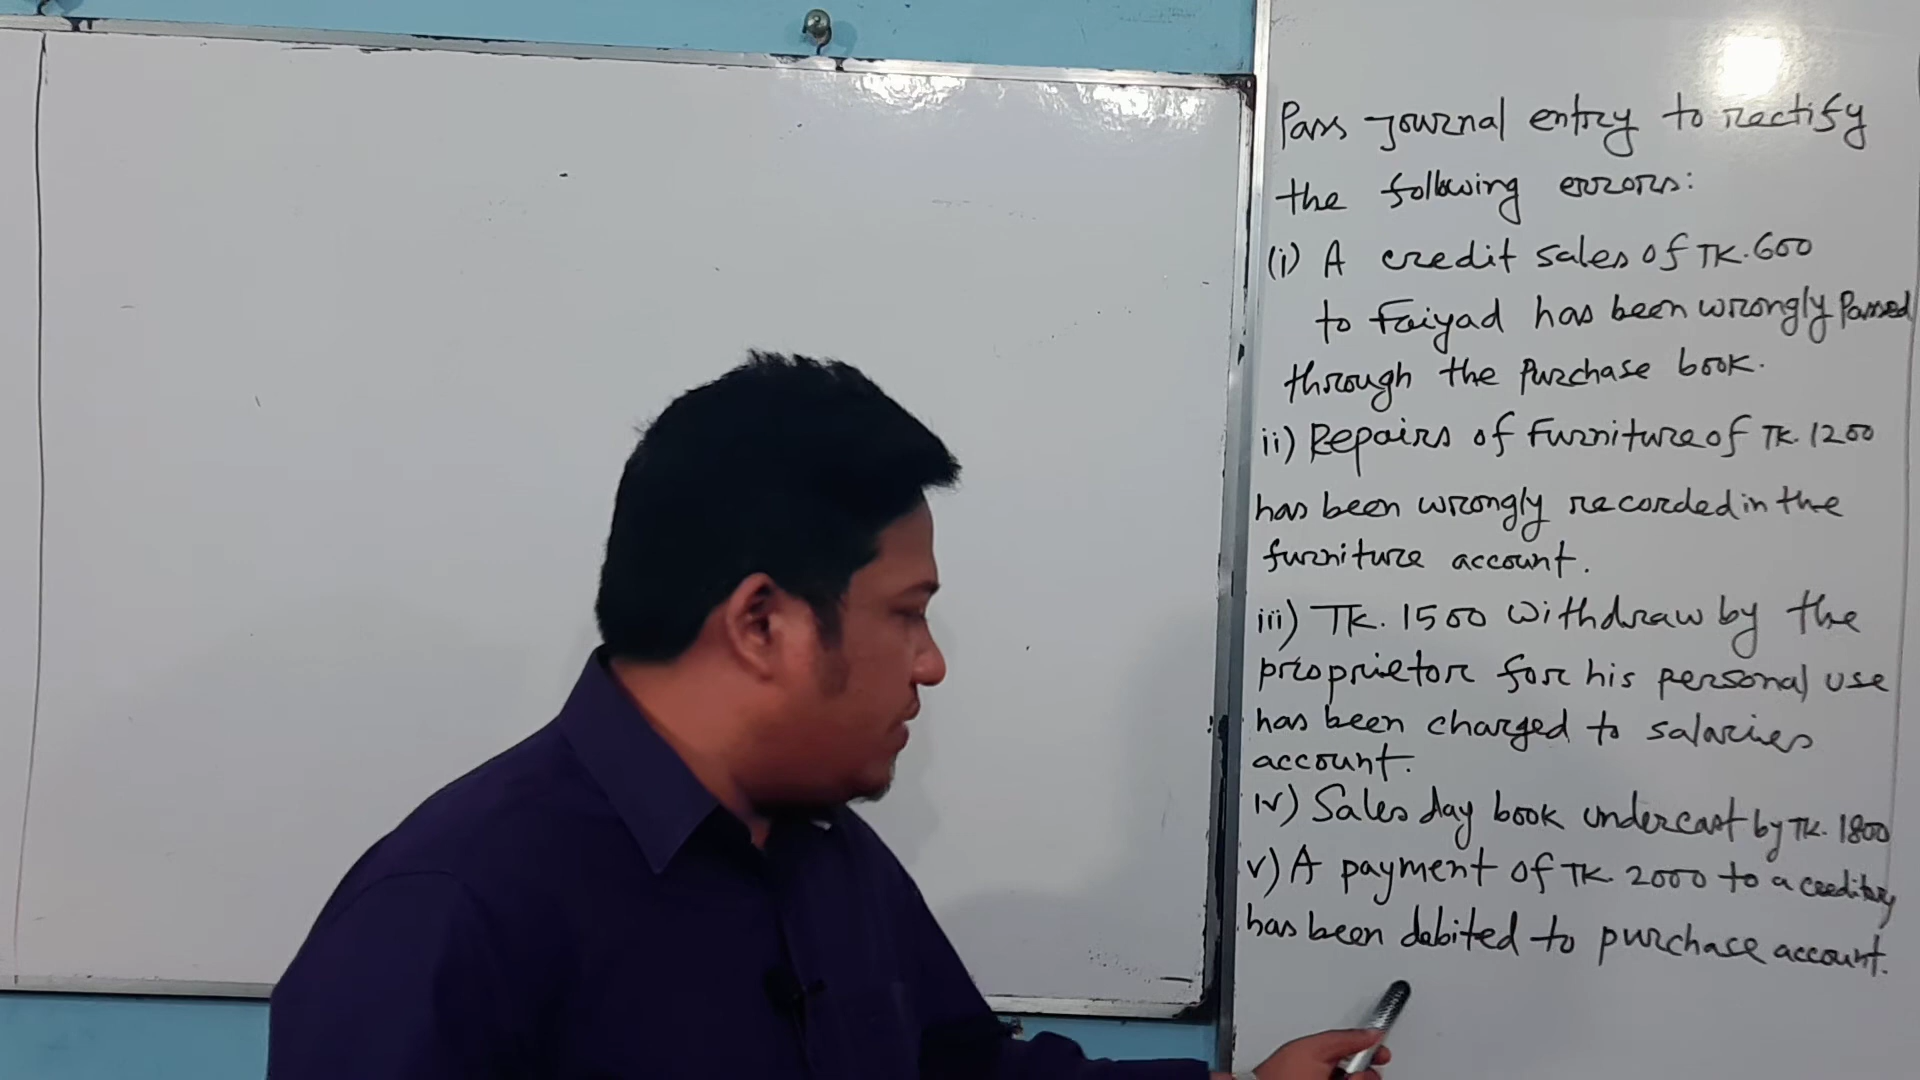 Pass Journal entry to rectify
the following errors:
(i) A credit sales of TK.600
to Faiyad has been wrongly Passed
through the Purchase book.
ii) Repairs of Furniture of TK. 1200
has been wrongly recorded in the
furniture account.
iii) TK. 1500 Withdraw by the
proprietor for his personal use
has been charged to salaries
account.
iv) Sales day book undercast by TK. 1800
v) A payment of TK. 2000 to a creditor
has been debited to purchase account.